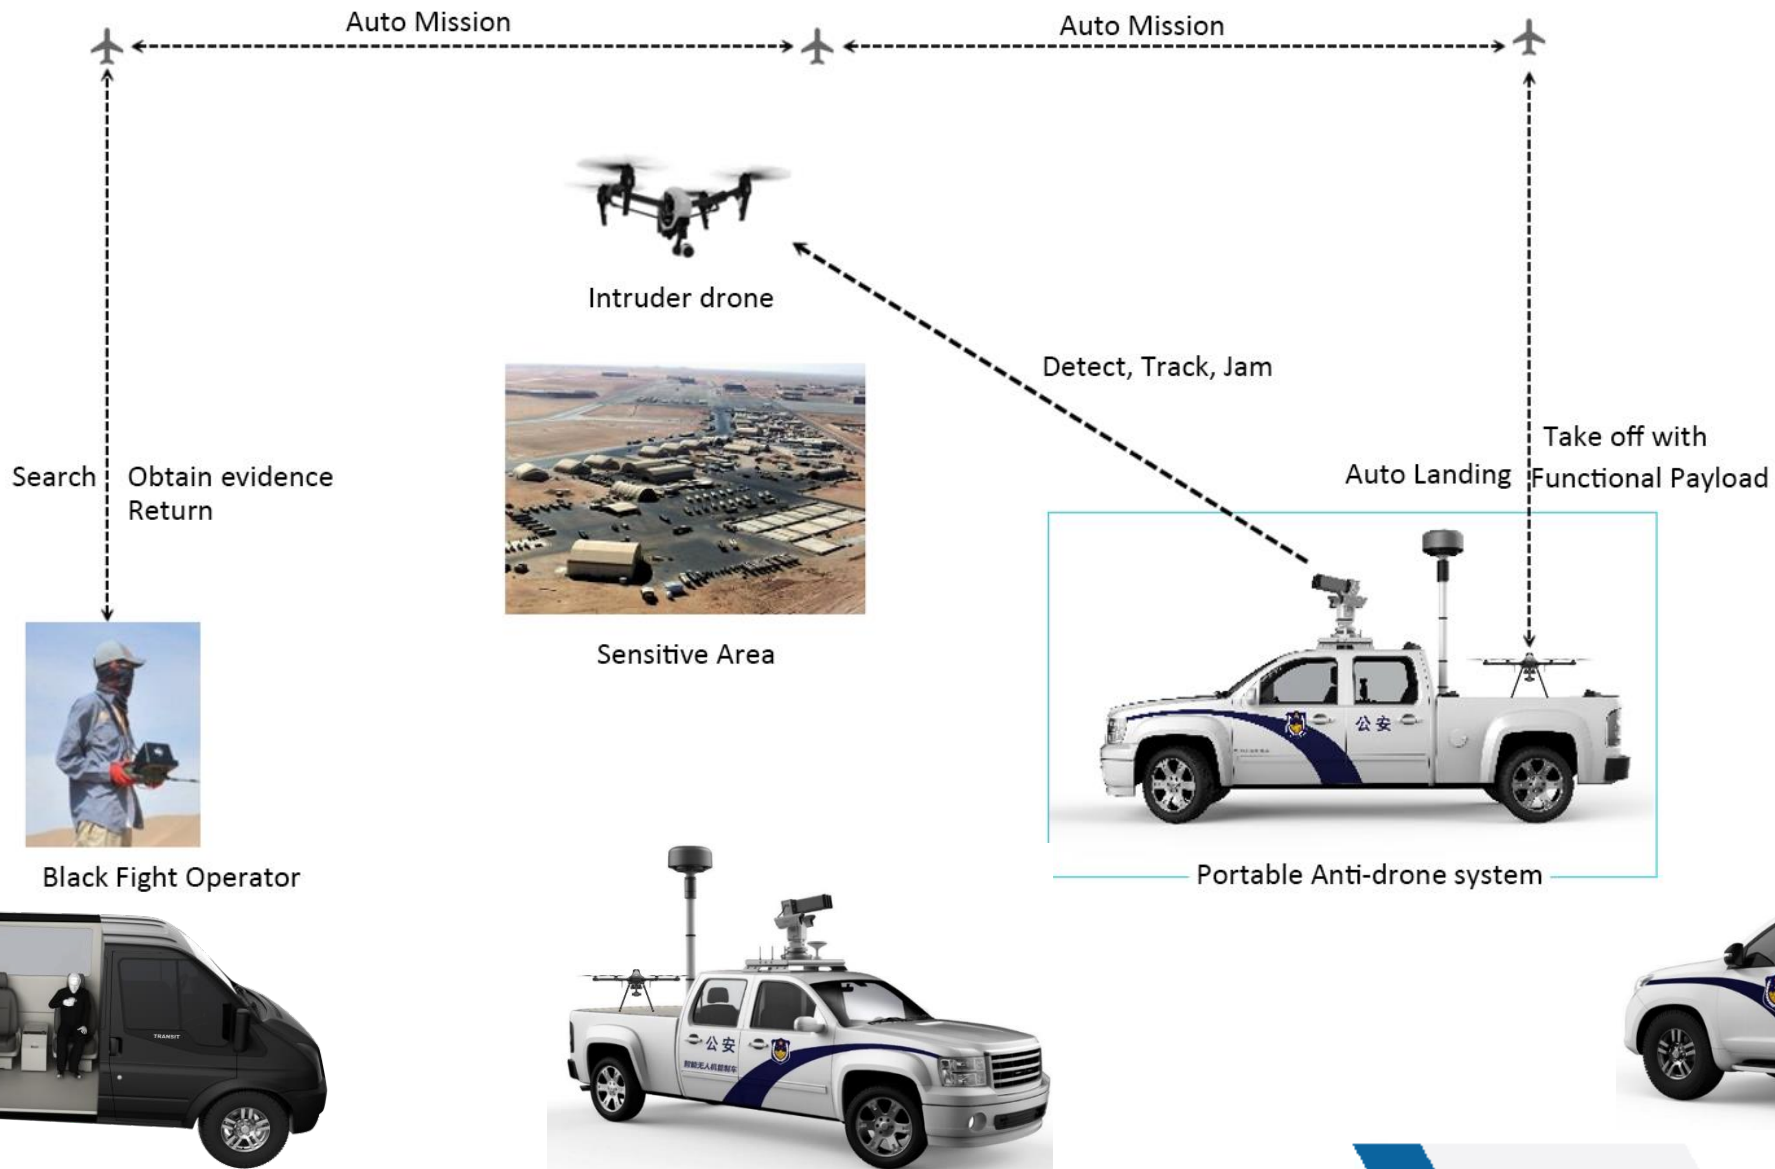 Auto Mission
Auto Mission
Intruder drone
Detect, Track, Jam
Search
Obtain evidence
Return
Auto Landing
Take off with
Functional Payload
Sensitive Area
公安
Black Fight Operator
Portable Anti-drone system
TRANSIT
公安